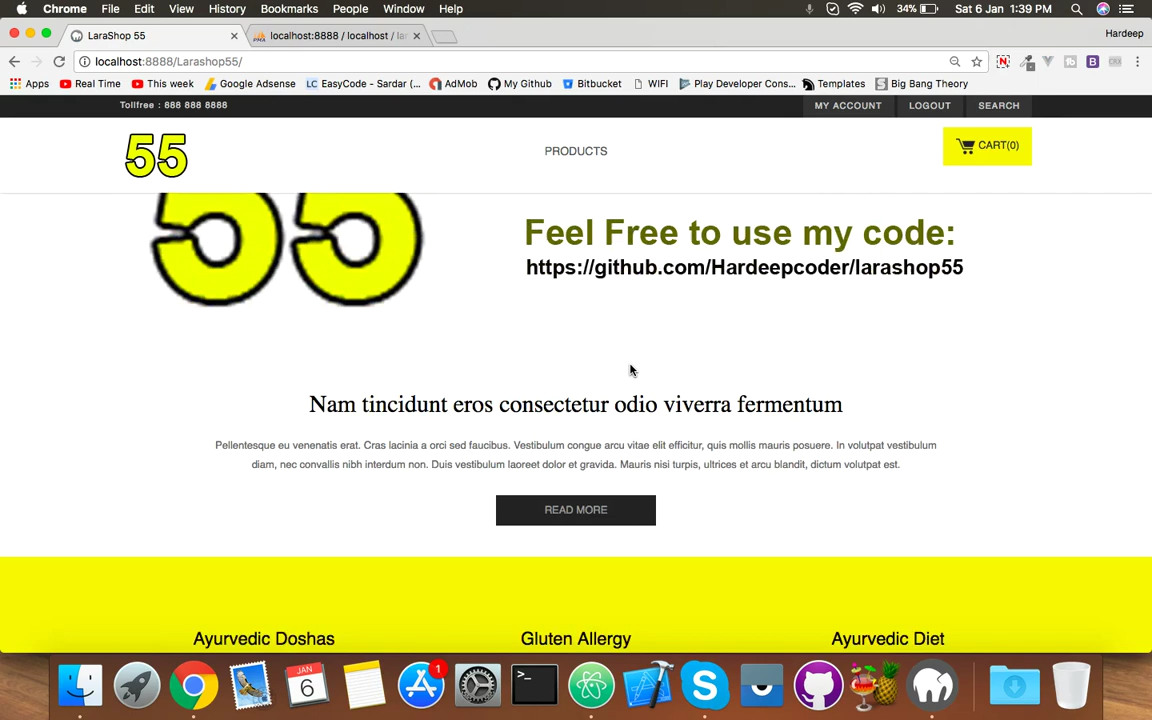 Chrome File Edit View History Bookmarks People Window Help 34% Sat 6 Jan 1:39 PM
LaraShop 55 localhost:8888 / localhost / lar Hardeep
localhost:8888/Larashop55/
Apps Real Time This week Google Adsense LC EasyCode - Sardar (... AdMob My Github Bitbucket WIFI Play Developer Cons... Templates Big Bang Theory
Tollfree : 888 888 8888 MY ACCOUNT LOGOUT SEARCH
55 PRODUCTS CART(0)
55
Feel Free to use my code:
https://github.com/Hardeepcoder/larashop55
Nam tincidunt eros consectetur odio viverra fermentum
Pellentesque eu venenatis erat. Cras lacinia a orci sed faucibus. Vestibulum congue arcu vitae elit efficitur, quis mollis mauris posuere. In volutpat vestibulum
diam, nec convallis nibh interdum non. Duis vestibulum laoreet dolor et gravida. Mauris nisi turpis, ultrices et arcu blandit, dictum volutpat est.
READ MORE
Ayurvedic Doshas Gluten Allergy Ayurvedic Diet
JAN
6
1